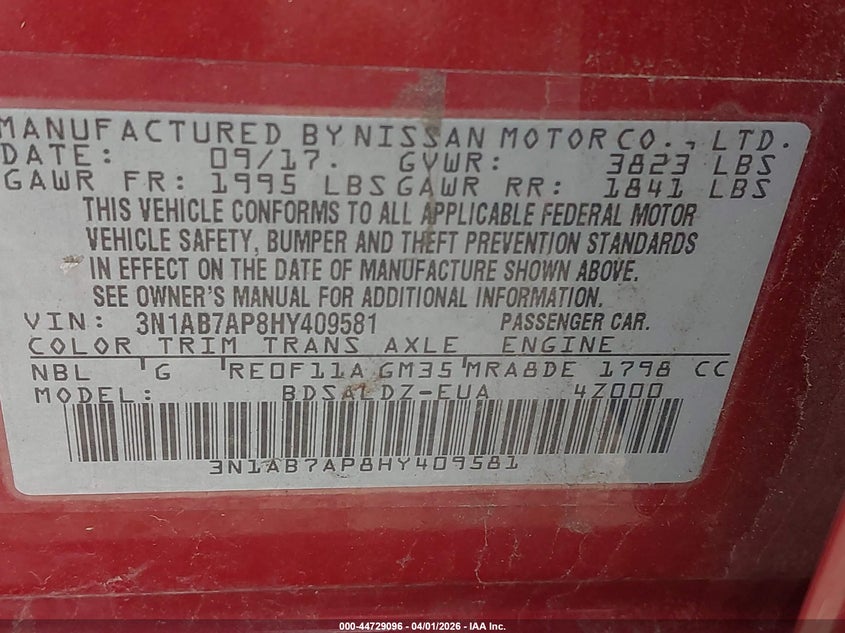 MANUFACTURED BY NISSAN MOTOR CO., LTD.
DATE: 09/17. GVWR: 3823 LBS
GAWR FR: 1995 LBS GAWR RR: 1841 LBS
THIS VEHICLE CONFORMS TO ALL APPLICABLE FEDERAL MOTOR
VEHICLE SAFETY, BUMPER AND THEFT PREVENTION STANDARDS
IN EFFECT ON THE DATE OF MANUFACTURE SHOWN ABOVE.
SEE OWNER'S MANUAL FOR ADDITIONAL INFORMATION.
VIN: 3N1AB7AP8HY409581 PASSENGER CAR.
COLOR TRIM TRANS AXLE ENGINE
NBL G RE0F11A GM35 MRA8DE 1798 CC
MODEL: BDSALDZ-EUA 4Z000
3N1AB7AP8HY409581
000-44729096 - 04/01/2026 - IAA Inc.